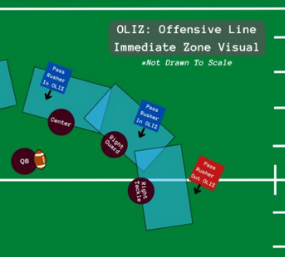 OLIZ: Offensive Line
Immediate Zone Visual
*Not Drawn To Scale
Pass
Rusher
In OLIZ
Center
Pass
Rusher
In OLIZ
Right
Guard
QB
Pass
Rusher
Out OLIZ
Right
Tackle